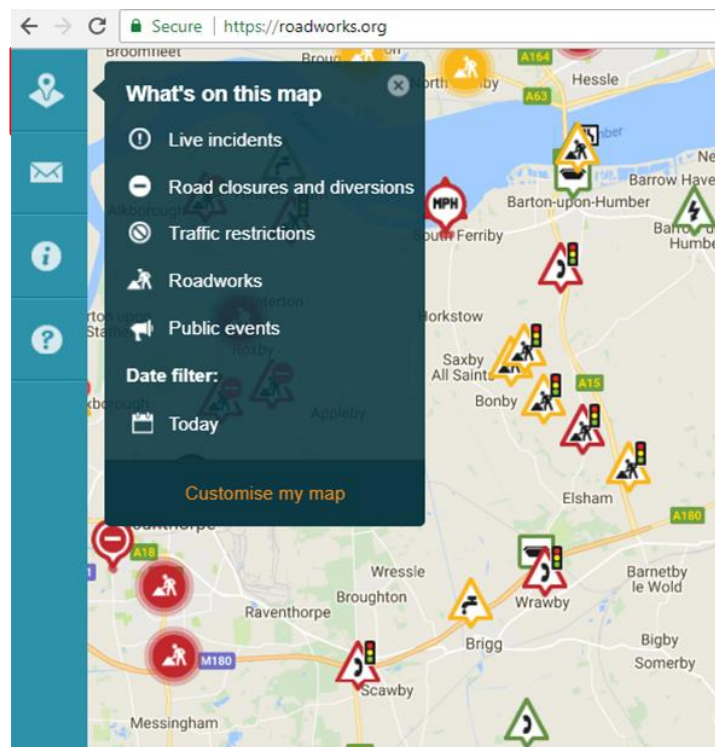 Secure | https://roadworks.org
Broomfleet
A164
Hessle
A63
What's on this map
Live incidents
Road closures and diversions
Traffic restrictions
Roadworks
Public events
Date filter:
Today
Customise my map
MPH
Barton-upon-Humber
Barrow Have
South Ferriby
Horkstow
Saxby
All Saints
Bonby
A15
Roxby
Appleby
Elsham
A180
A18
Wressle
Broughton
Raventhorpe
Wrawby
Barnetby
le Wold
Brigg
Bigby
Somerby
M180
Scawby
Messingham